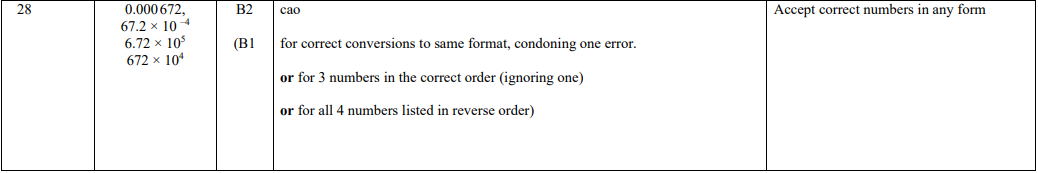 28 0.000 672, B2 cao Accept correct numbers in any form
67.2 × 10⁻⁴
6.72 × 10⁵ (B1 for correct conversions to same format, condoning one error.
672 × 10⁴
or for 3 numbers in the correct order (ignoring one)
or for all 4 numbers listed in reverse order)